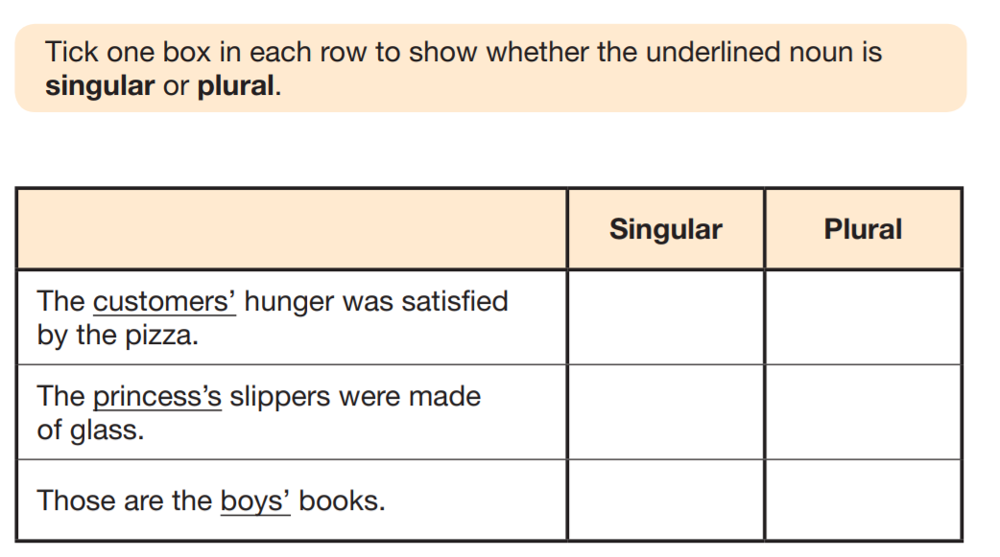 Tick one box in each row to show whether the underlined noun is
singular or plural.
Singular
Plural
The customers’ hunger was satisfied
by the pizza.
The princess’s slippers were made
of glass.
Those are the boys’ books.